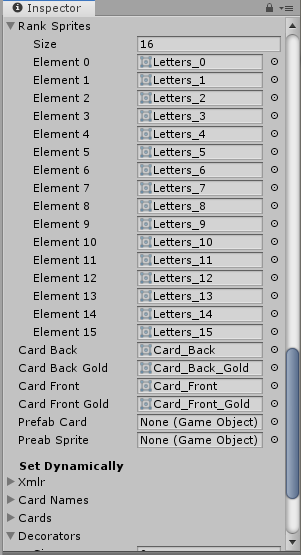 Inspector
Rank Sprites
Size 16
Element 0 Letters_0
Element 1 Letters_1
Element 2 Letters_2
Element 3 Letters_3
Element 4 Letters_4
Element 5 Letters_5
Element 6 Letters_6
Element 7 Letters_7
Element 8 Letters_8
Element 9 Letters_9
Element 10 Letters_10
Element 11 Letters_11
Element 12 Letters_12
Element 13 Letters_13
Element 14 Letters_14
Element 15 Letters_15
Card Back Card_Back
Card Back Gold Card_Back_Gold
Card Front Card_Front
Card Front Gold Card_Front_Gold
Prefab Card None (Game Object)
Preab Sprite None (Game Object)
Set Dynamically
Xmlr
Card Names
Cards
Decorators